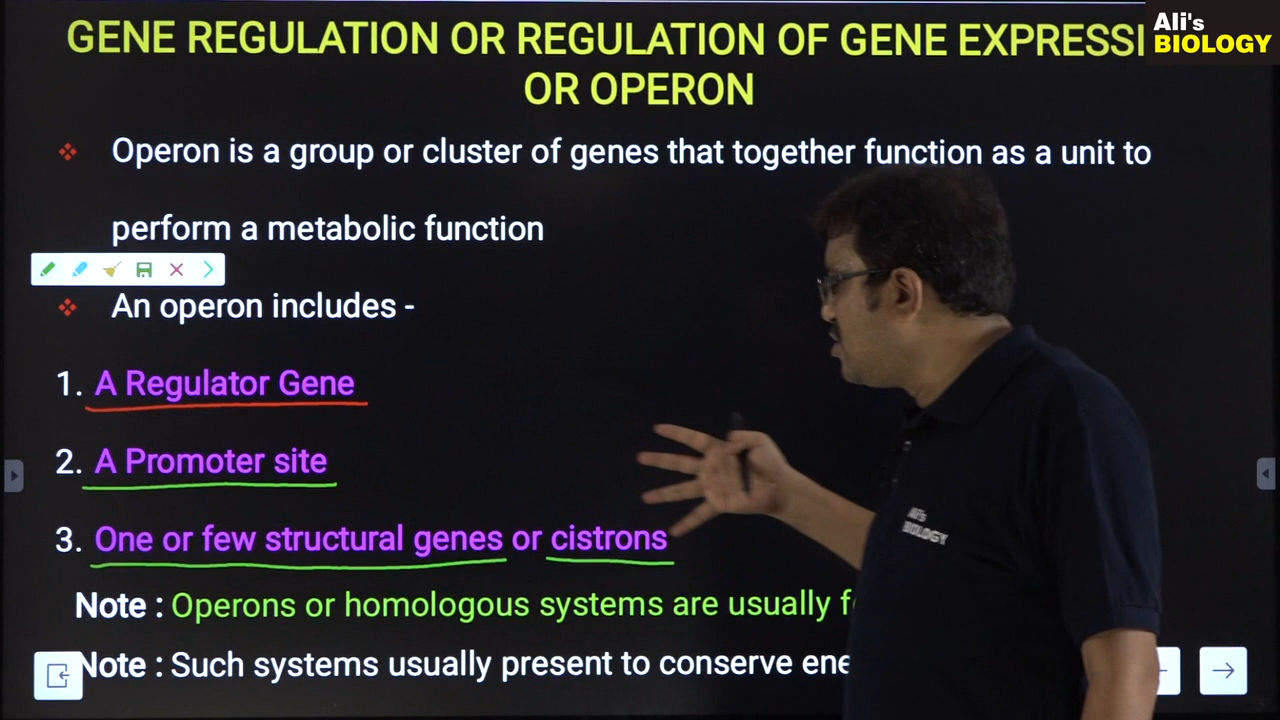 GENE REGULATION OR REGULATION OF GENE EXPRESSI
OR OPERON
Ali's
BIOLOGY
❖ Operon is a group or cluster of genes that together function as a unit to
perform a metabolic function
❖ An operon includes -
1. A Regulator Gene
2. A Promoter site
3. One or few structural genes or cistrons
Note : Operons or homologous systems are usually
Note : Such systems usually present to conserve
Ali's
BIOLOGY